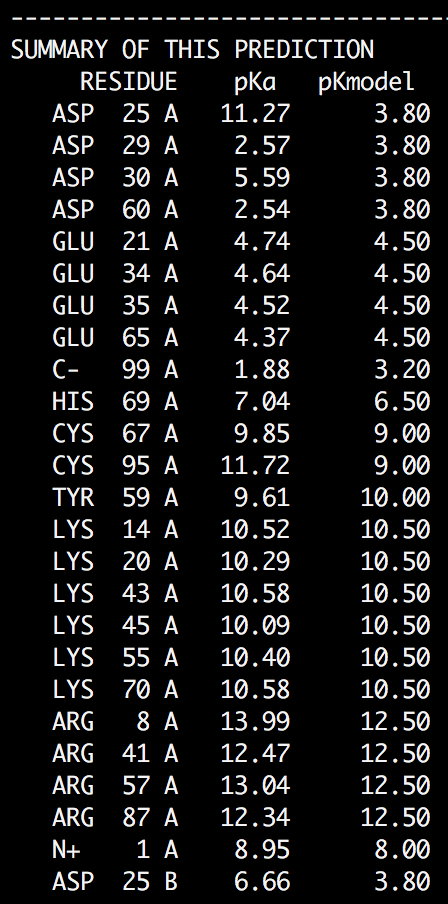 --------------------------------
SUMMARY OF THIS PREDICTION
RESIDUE pKa pKmodel
ASP 25 A 11.27 3.80
ASP 29 A 2.57 3.80
ASP 30 A 5.59 3.80
ASP 60 A 2.54 3.80
GLU 21 A 4.74 4.50
GLU 34 A 4.64 4.50
GLU 35 A 4.52 4.50
GLU 65 A 4.37 4.50
C- 99 A 1.88 3.20
HIS 69 A 7.04 6.50
CYS 67 A 9.85 9.00
CYS 95 A 11.72 9.00
TYR 59 A 9.61 10.00
LYS 14 A 10.52 10.50
LYS 20 A 10.29 10.50
LYS 43 A 10.58 10.50
LYS 45 A 10.09 10.50
LYS 55 A 10.40 10.50
LYS 70 A 10.58 10.50
ARG 8 A 13.99 12.50
ARG 41 A 12.47 12.50
ARG 57 A 13.04 12.50
ARG 87 A 12.34 12.50
N+ 1 A 8.95 8.00
ASP 25 B 6.66 3.80